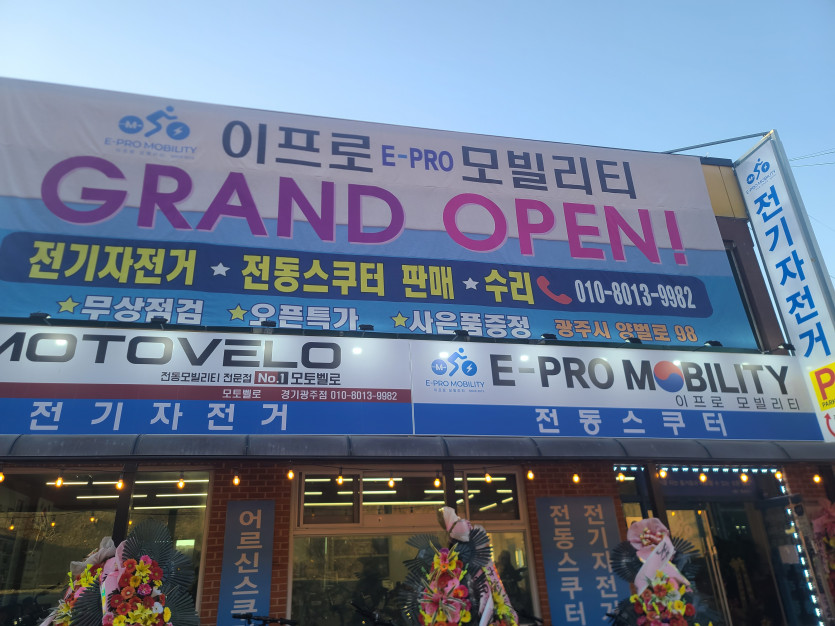 E-PRO MOBILITY
이프로 E-PRO 모빌리티
GRAND OPEN!
전기자전거 ★ 전동스쿠터 판매 ★ 수리 010-8013-9982
★무상점검 ★오픈특가 ★사은품증정 광주시 양벌로 98
전기자전거
MOTOVELO
전동모빌리티 전문점 No.1 모토벨로
모토벨로 경기광주점 010-8013-9982
전기자전거
E-PRO MOBILITY
E-PRO MOBILITY
이프로 모빌리티
전동스쿠터
어르신스쿠
전동스쿠터
전기자전거